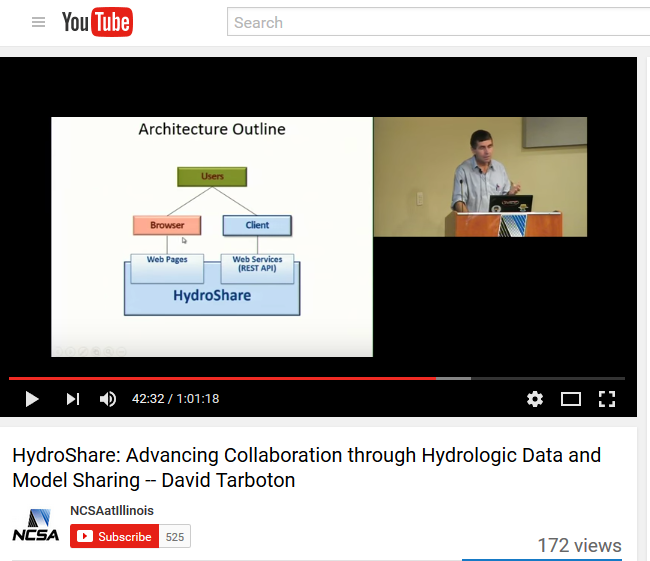 YouTube
Search
Architecture Outline
Users
Browser
Client
Web Pages
Web Services
(REST API)
HydroShare
42:32 / 1:01:18
HydroShare: Advancing Collaboration through Hydrologic Data and
Model Sharing -- David Tarboton
NCSA
NCSAatIllinois
Subscribe
525
172 views